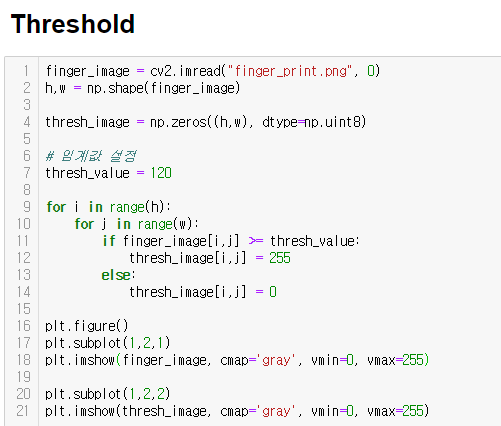 Threshold
1 finger_image = cv2.imread("finger_print.png", 0)
2 h,w = np.shape(finger_image)
3
4 thresh_image = np.zeros((h,w), dtype=np.uint8)
5
6 # 임계값 설정
7 thresh_value = 120
8
9 for i in range(h):
10     for j in range(w):
11         if finger_image[i,j] >= thresh_value:
12             thresh_image[i,j] = 255
13         else:
14             thresh_image[i,j] = 0
15
16 plt.figure()
17 plt.subplot(1,2,1)
18 plt.imshow(finger_image, cmap='gray', vmin=0, vmax=255)
19
20 plt.subplot(1,2,2)
21 plt.imshow(thresh_image, cmap='gray', vmin=0, vmax=255)